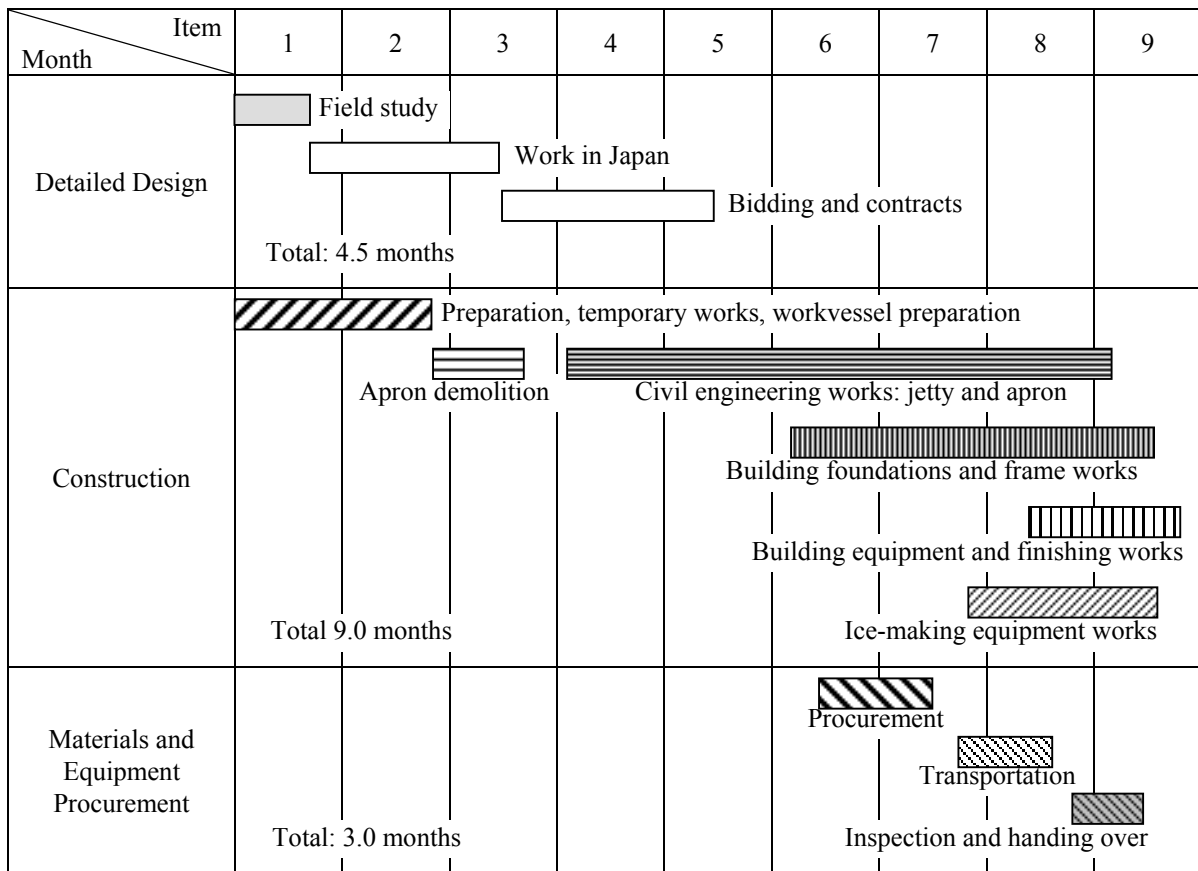 Item
Month
1 2 3 4 5 6 7 8 9
Detailed Design
Field study
Work in Japan
Bidding and contracts
Total: 4.5 months
Construction
Preparation, temporary works, workvessel preparation
Apron demolition
Civil engineering works: jetty and apron
Building foundations and frame works
Building equipment and finishing works
Ice-making equipment works
Total 9.0 months
Materials and
Equipment
Procurement
Procurement
Transportation
Inspection and handing over
Total: 3.0 months